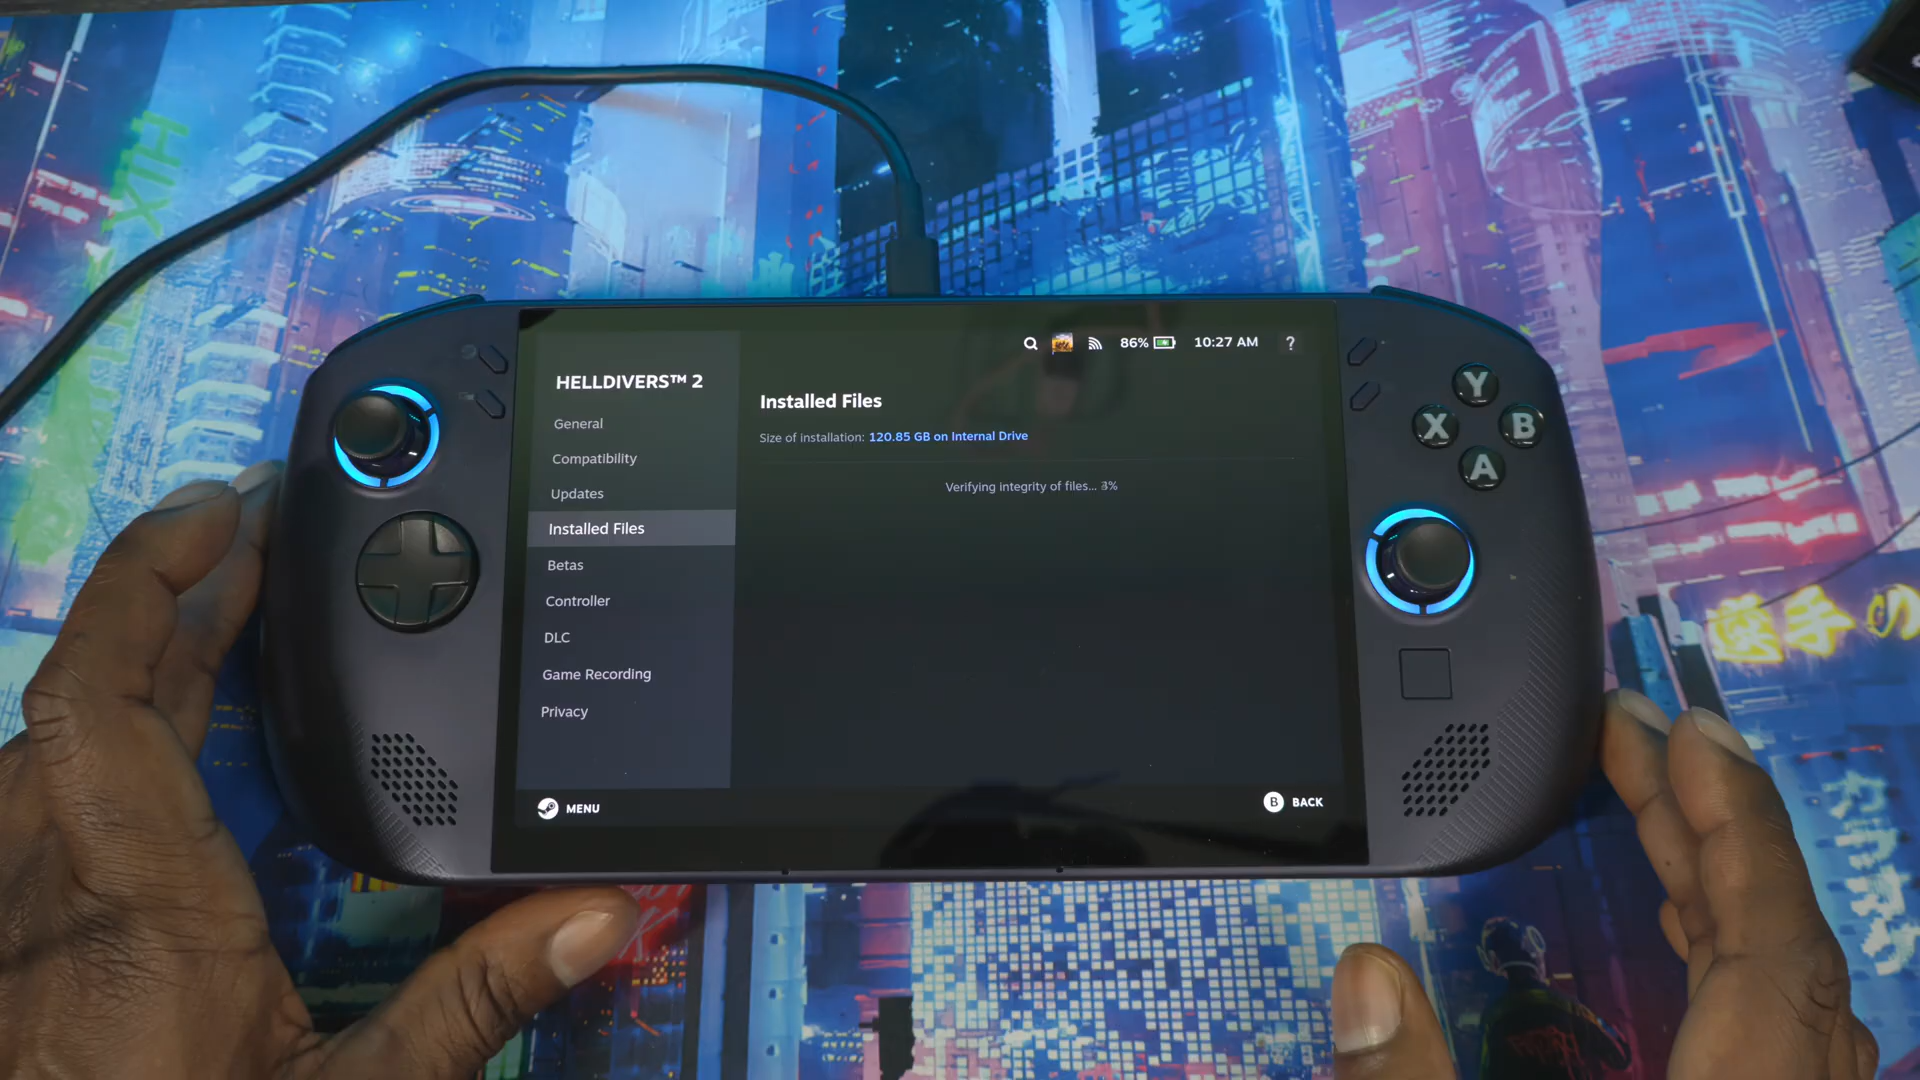 86% 10:27 AM ?
HELLDIVERS™ 2
General
Compatibility
Updates
Installed Files
Betas
Controller
DLC
Game Recording
Privacy
Installed Files
Size of installation: 120.85 GB on Internal Drive
Verifying integrity of files...
MENU
B BACK
Y
X
B
A